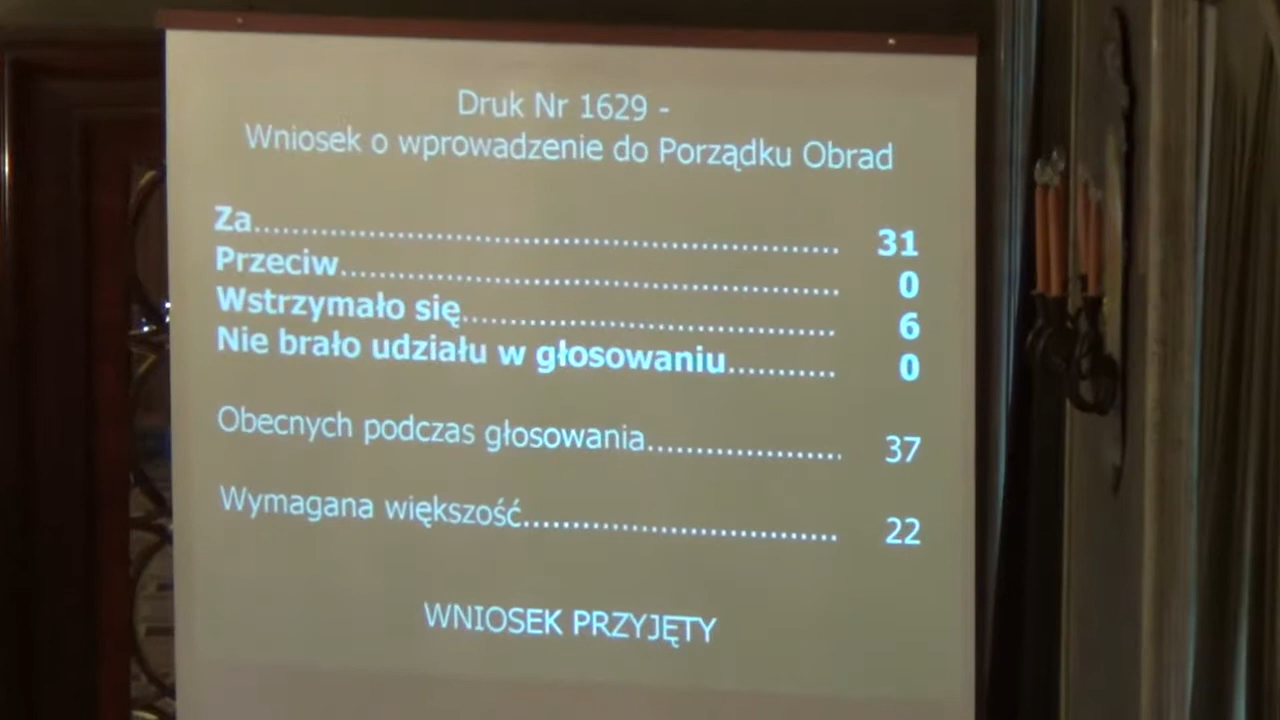 Druk Nr 1629 -
Wniosek o wprowadzenie do Porządku Obrad
Za........................................................................ 31
Przeciw............................................................. 0
Wstrzymało się............................................. 6
Nie brało udziału w głosowaniu........... 0
Obecnych podczas głosowania....................... 37
Wymagana większość..................................... 22
WNIOSEK PRZYJĘTY